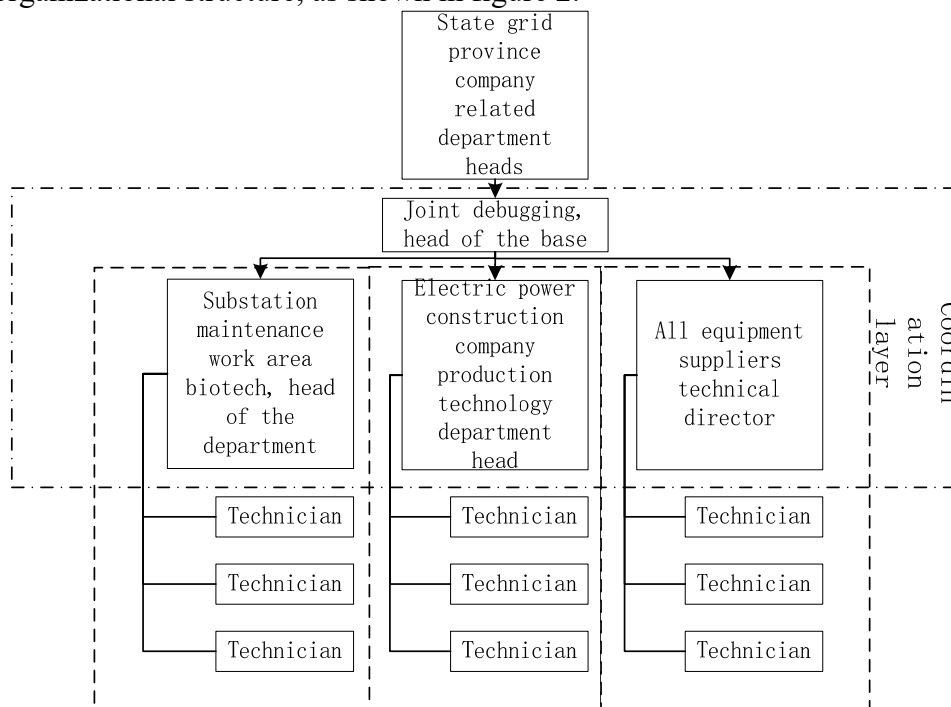 organizational structure, as shown in figure 2.
State grid
province
company
related
department
heads
Joint debugging,
head of the base
Substation
maintenance
work area
biotech, head
of the
department
Electric power
construction
company
production
technology
department
head
All equipment
suppliers
technical
director
Coordin
ation
layer
Technician
Technician
Technician
Technician
Technician
Technician
Technician
Technician
Technician